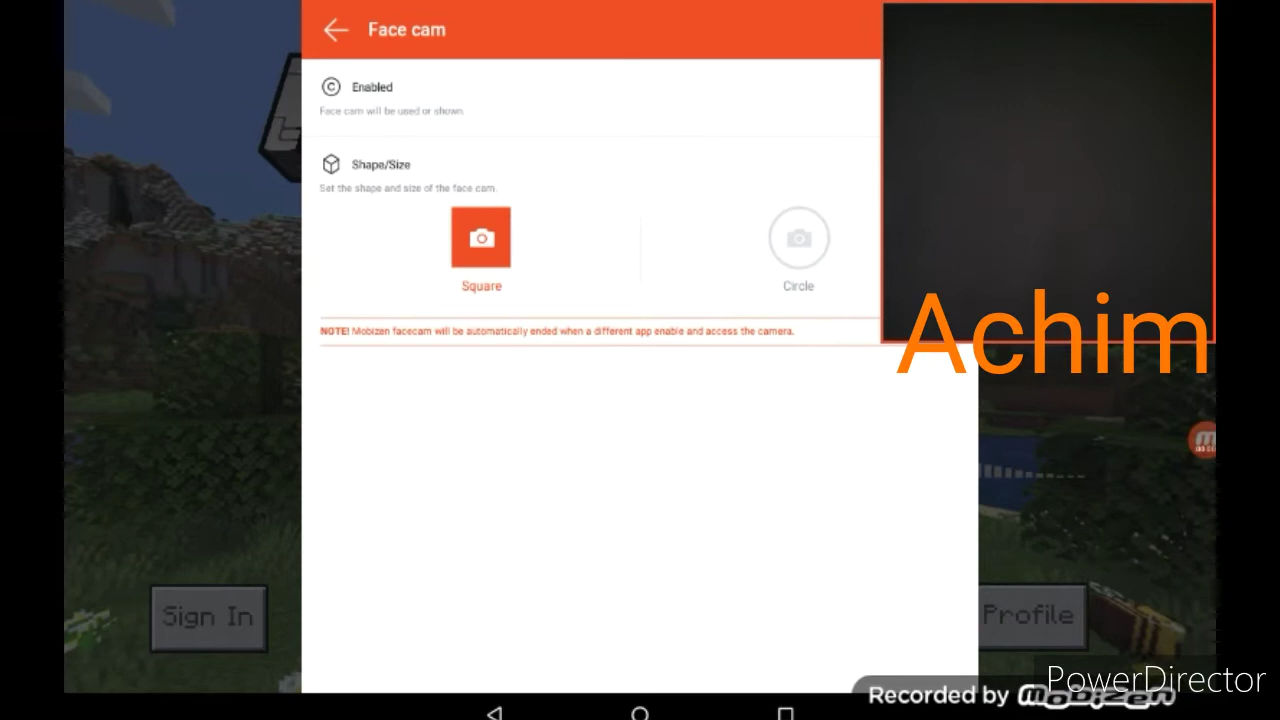 Face cam
Enabled
Face cam will be used or shown.
Shape/Size
Set the shape and size of the face cam.
Square
Circle
NOTE! Mobizen facecam will be automatically ended when a different app enable and access the camera.
Achim
Sign In
Profile
PowerDirector
Recorded by Mobizen